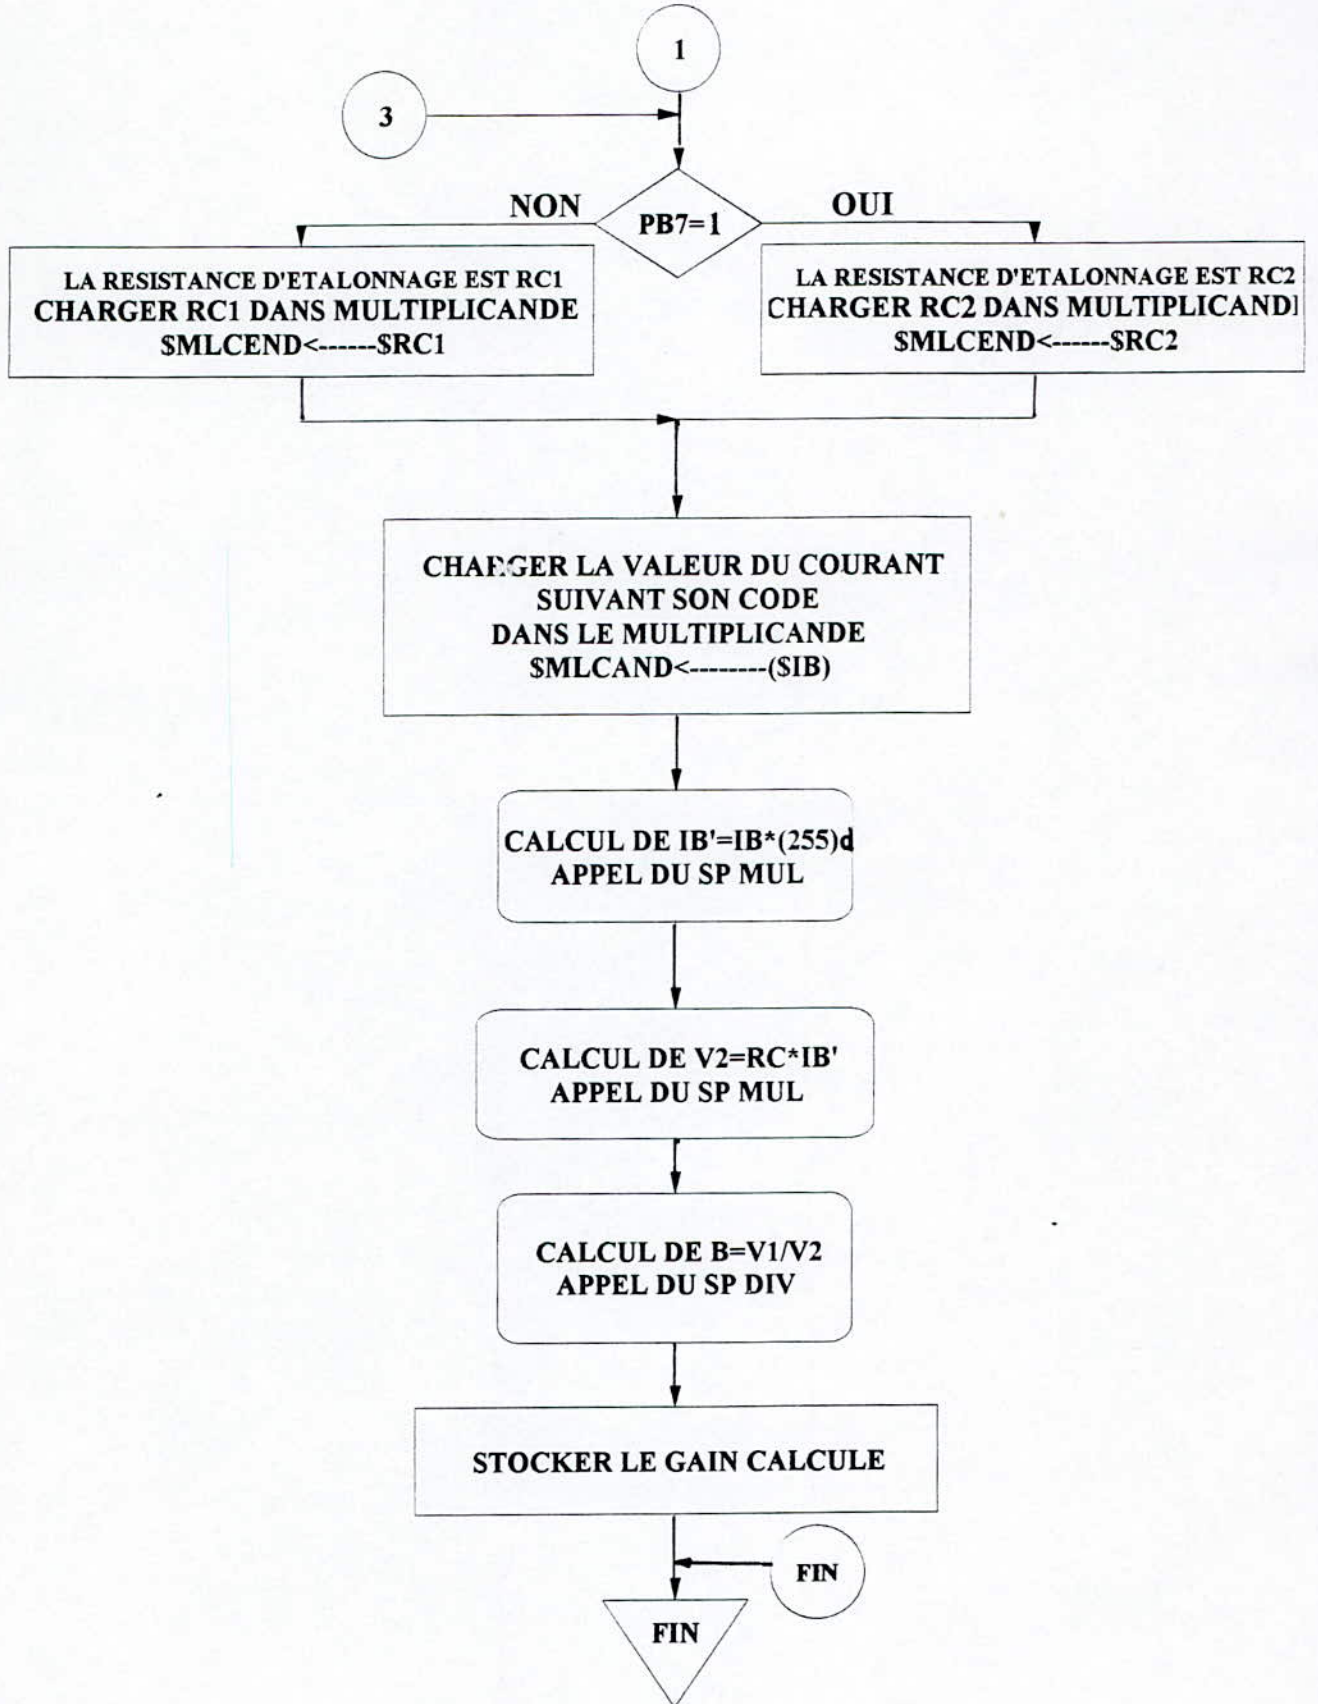 1
3
NON
OUI
PB7=1
LA RESISTANCE D'ETALONNAGE EST RC1
CHARGER RC1 DANS MULTIPLICANDE
$MLCEND<------$RC1
LA RESISTANCE D'ETALONNAGE EST RC2
CHARGER RC2 DANS MULTIPLICANDE
$MLCEND<------$RC2
CHARGER LA VALEUR DU COURANT
SUIVANT SON CODE
DANS LE MULTIPLICANDE
$MLCAND<--------($IB)
CALCUL DE IB'=IB*(255)d
APPEL DU SP MUL
CALCUL DE V2=RC*IB'
APPEL DU SP MUL
CALCUL DE B=V1/V2
APPEL DU SP DIV
STOCKER LE GAIN CALCULE
FIN
FIN